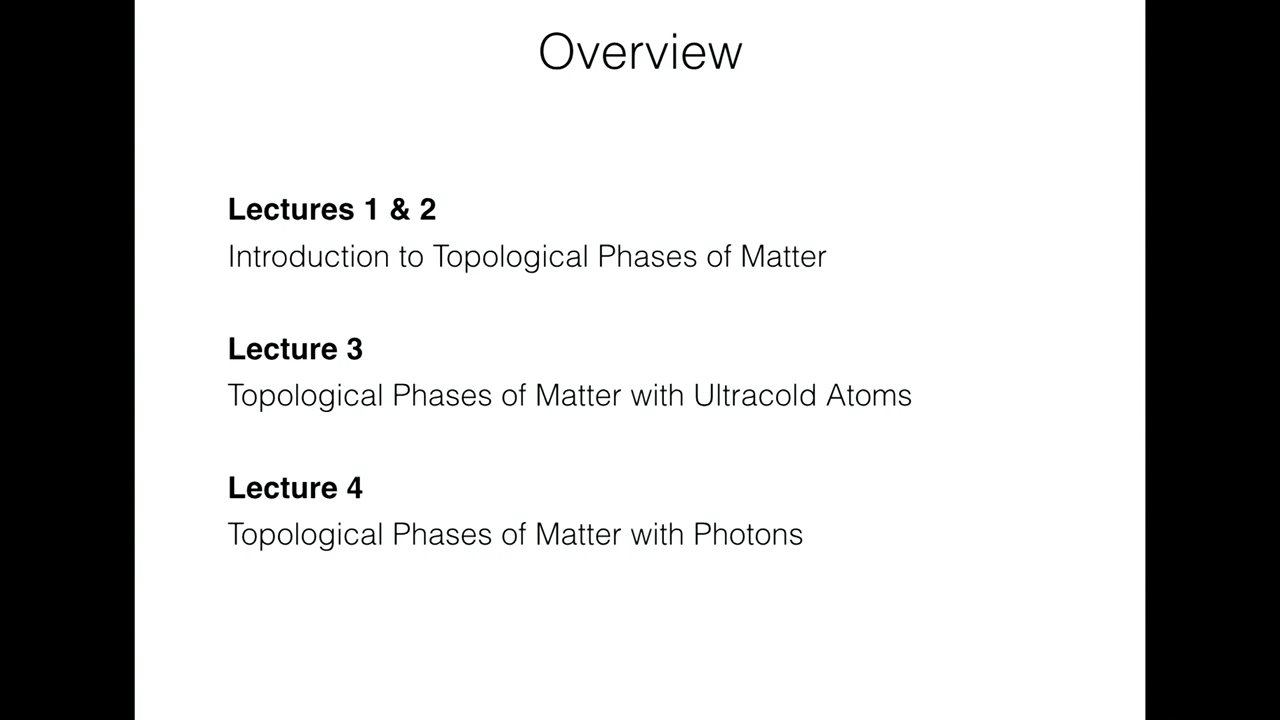 Overview
Lectures 1 & 2
Introduction to Topological Phases of Matter
Lecture 3
Topological Phases of Matter with Ultracold Atoms
Lecture 4
Topological Phases of Matter with Photons